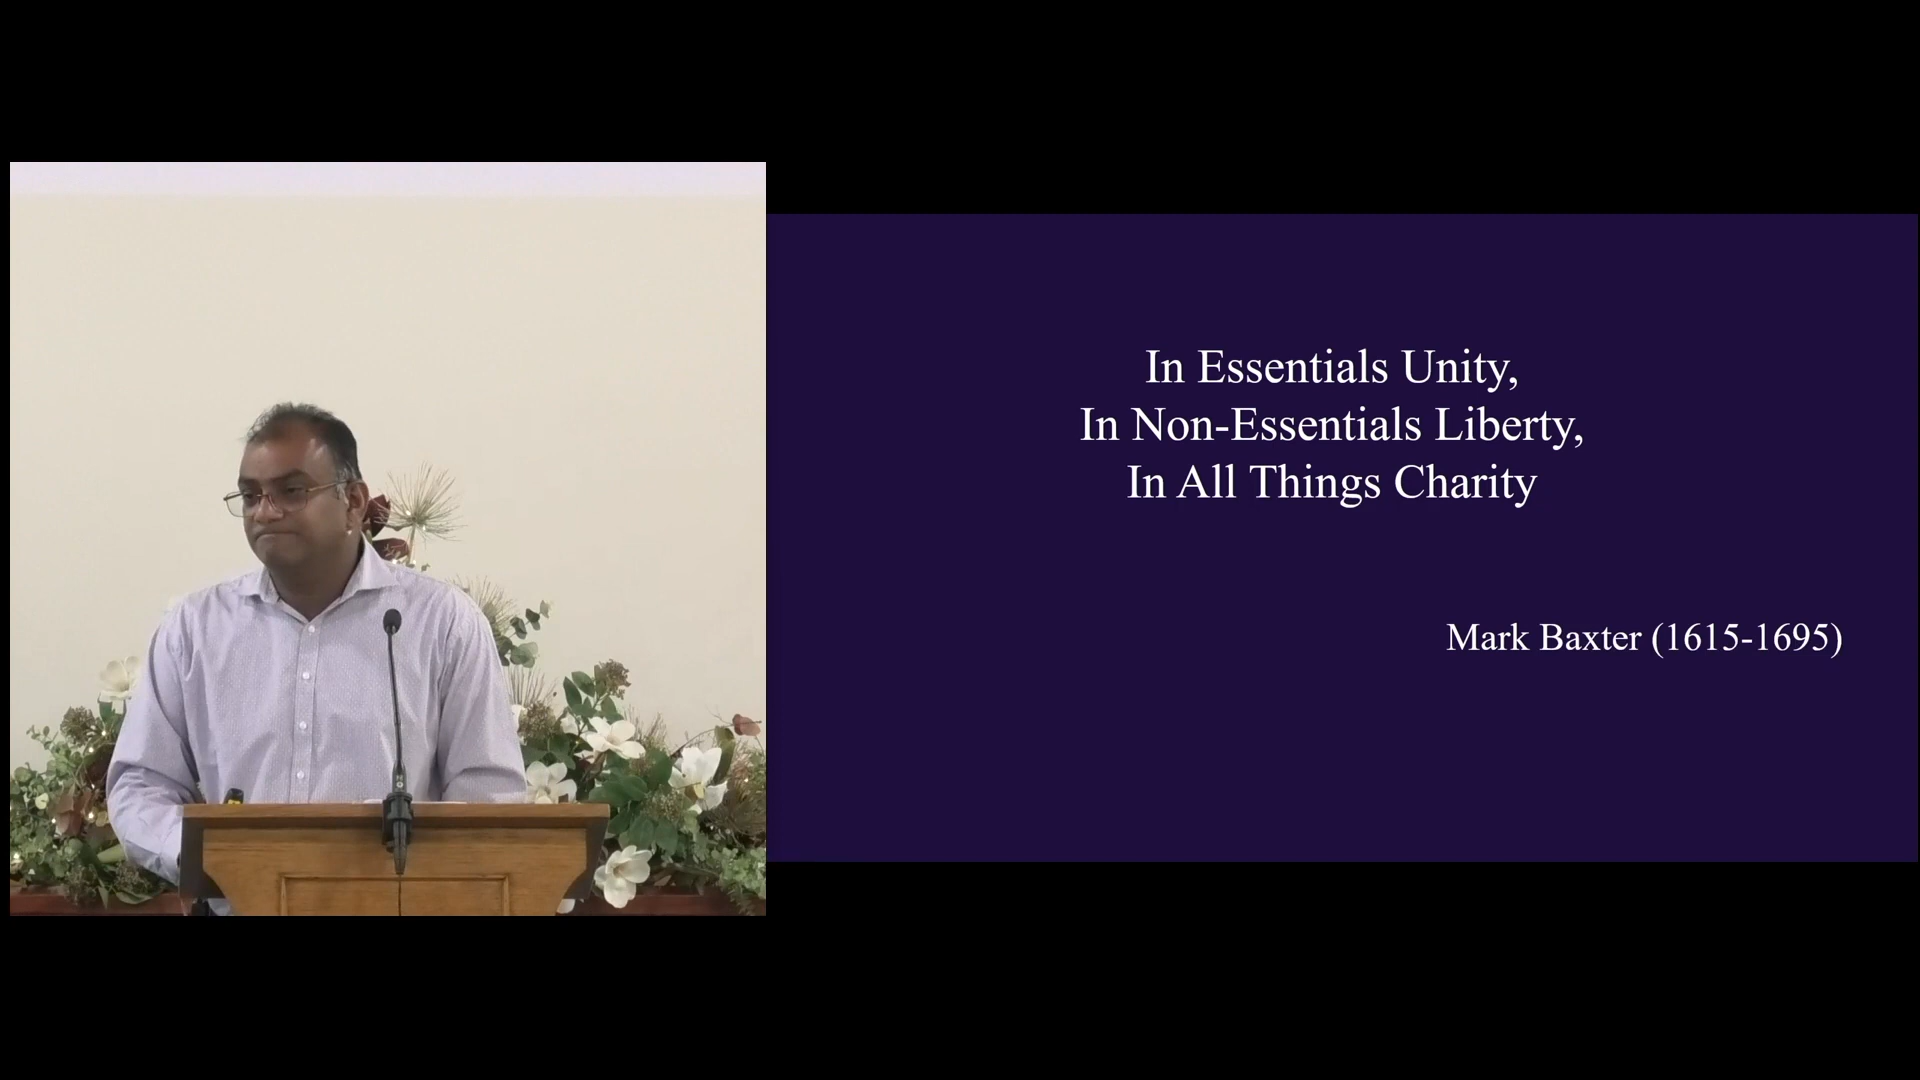 In Essentials Unity,
In Non-Essentials Liberty,
In All Things Charity
Mark Baxter (1615-1695)